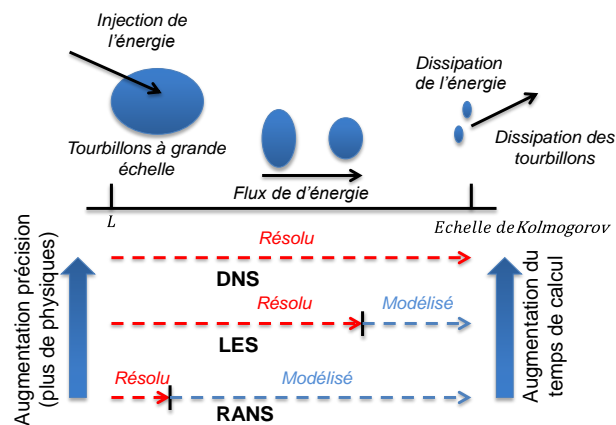 Injection de
l'énergie
Dissipation
de l'énergie
Tourbillons à grande
échelle
Dissipation des
tourbillons
Flux de d'énergie
L
Echelle de Kolmogorov
Augmentation précision
(plus de physiques)
Résolu
DNS
Résolu
Modélisé
LES
Résolu
Modélisé
RANS
Augmentation du
temps de calcul